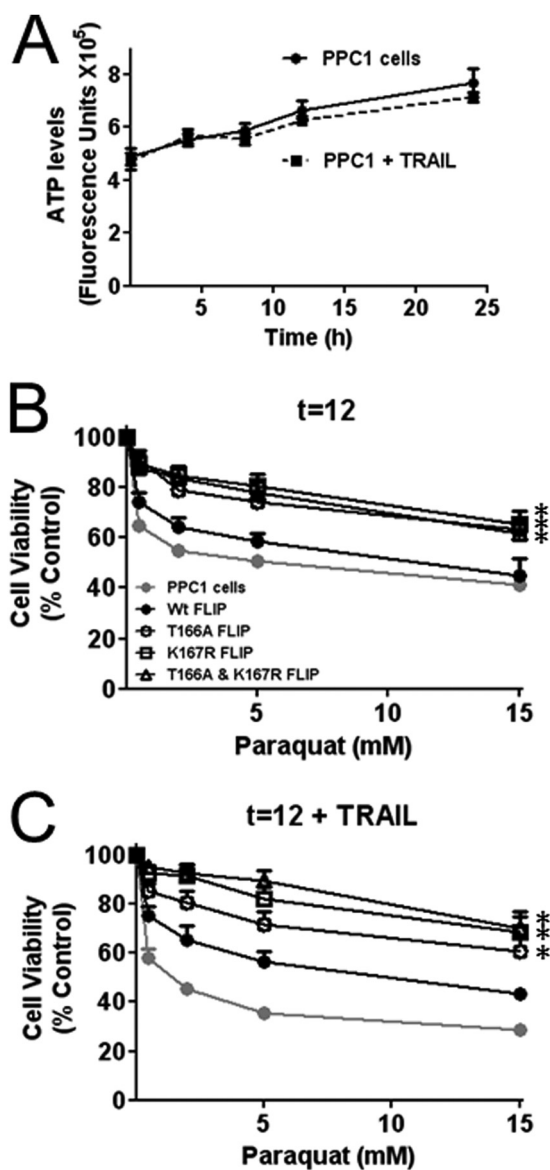 A
ATP levels
(Fluorescence Units X10⁵)
8
6
4
2
0
PPC1 cells
PPC1 + TRAIL
5
10
15
20
25
Time (h)
B
t=12
Cell Viability
(% Control)
100
80
60
40
20
0
PPC1 cells
Wt FLIP
T166A FLIP
K167R FLIP
T166A & K167R FLIP
*
*
*
5
10
15
Paraquat (mM)
C
t=12 + TRAIL
Cell Viability
(% Control)
100
80
60
40
20
0
*
*
*
5
10
15
Paraquat (mM)